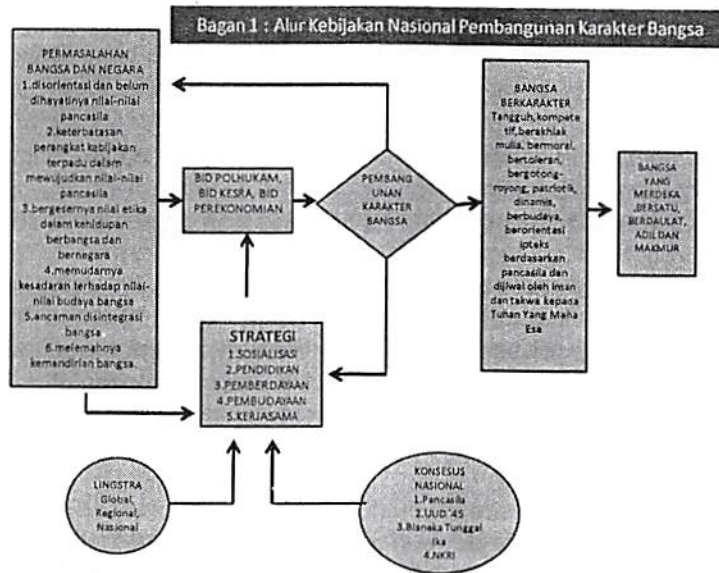 Bagan 1 : Alur Kebijakan Nasional Pembangunan Karakter Bangsa
PERMASALAHAN
BANGSA DAN NEGARA
1.disorientasi dan belum
dihayatinya nilai-nilai
pancasila
2.keterbatasan
perangkat kebijakan
terpadu dalam
mewujudkan nilai-nilai
pancasila
3.bergesernya nilai etika
dalam kehidupan
berbangsa dan
bernegara
4.memudarnya
kesadaran terhadap nilai-
nilai budaya bangsa
5.ancaman disintegrasi
bangsa
6.melemahnya
kemandirian bangsa.
BID POLHUKAM,
BID KESRA, BID
PEREKONOMIAN
PEMBANG
UNAN
KARAKTER
BANGSA
BANGSA
BERKARAKTER
Tangguh,kompete
tif,berakhlak
mulia, bermoral,
bertoleran,
bergotong-
royong, patriotik,
dinamis,
berbudaya,
berorientasi
ipteks
berdasarkan
pancasila dan
dijiwai oleh iman
dan takwa kepada
Tuhan Yang Maha
Esa
BANGSA
YANG
MERDEKA
,BERSATU,
BERDAULAT,
ADIL DAN
MAKMUR
STRATEGI
1.SOSIALISASI
2.PENDIDIKAN
3.PEMBERDAYAAN
4.PEMBUDAYAAN
5.KERJASAMA
LINGSTRA
Global,
Regional,
Nasional
KONSESUS
NASIONAL
1.Pancasila
2.UUD '45
3.Bianeka Tunggal
Ika
4.NKRI